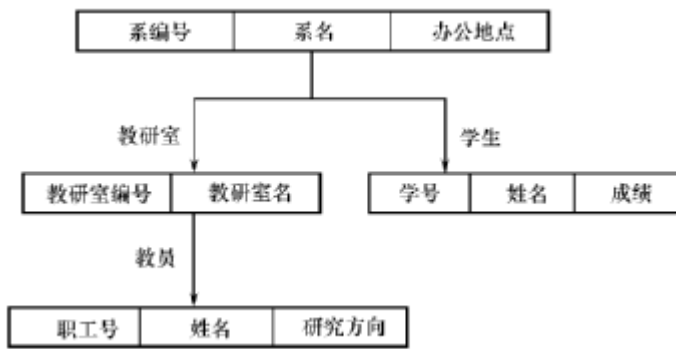 系编号 系名 办公地点
教研室 学生
教研室编号 教研室名 学号 姓名 成绩
教员
职工号 姓名 研究方向